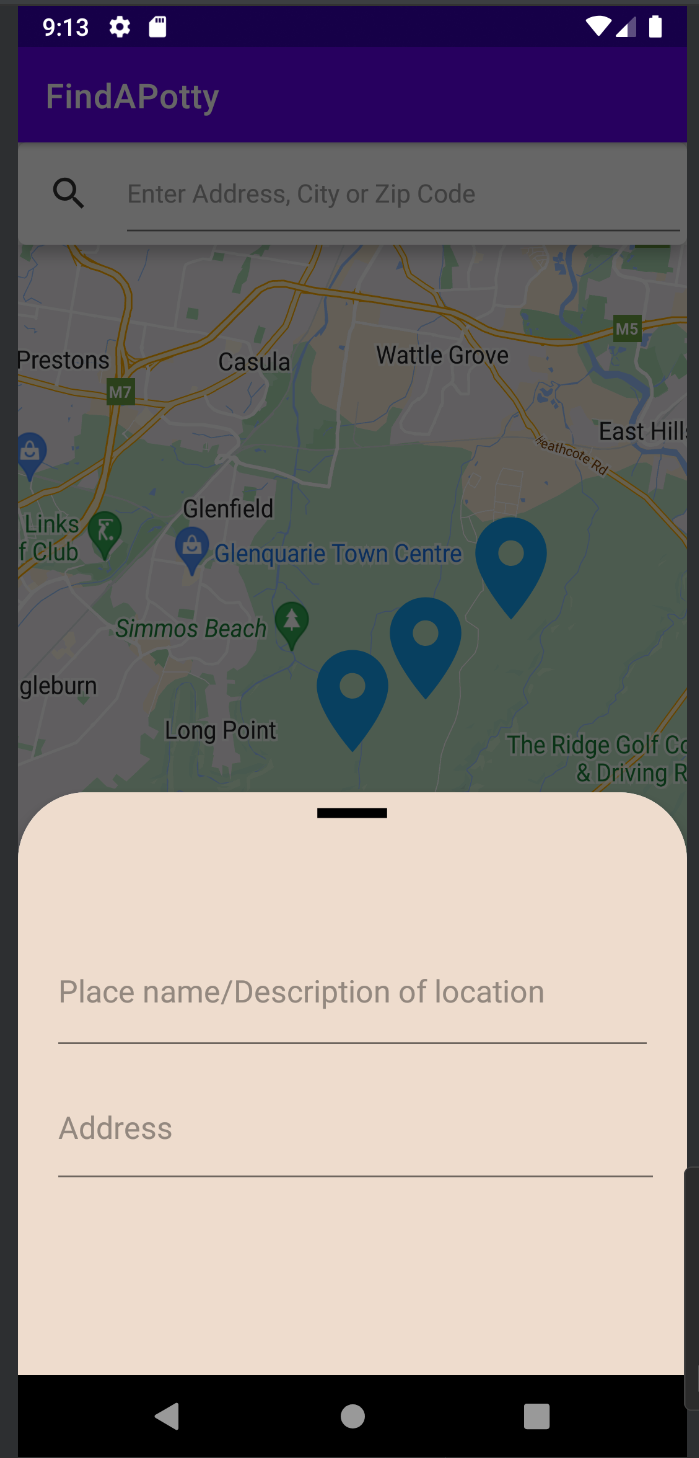 9:13
FindAPotty
Enter Address, City or Zip Code
M5
Prestons
Casula
Wattle Grove
M7
East Hills
Heathcote Rd
Glenfield
Links
f Club
Glenquarie Town Centre
Simmos Beach
gleburn
Long Point
The Ridge Golf Co
& Driving R
Place name/Description of location
Address